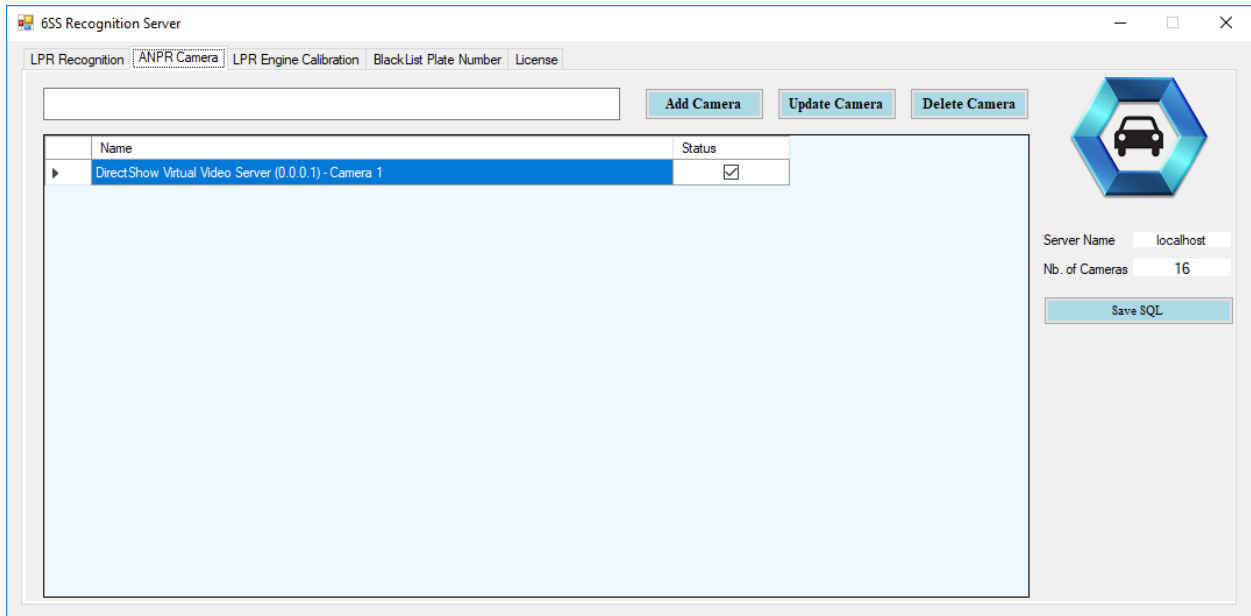 6SS Recognition Server
LPR Recognition ANPR Camera LPR Engine Calibration BlackList Plate Number License
Add Camera Update Camera Delete Camera
Name Status
DirectShow Virtual Video Server (0.0.0.1) - Camera 1
Server Name localhost
Nb. of Cameras 16
Save SQL